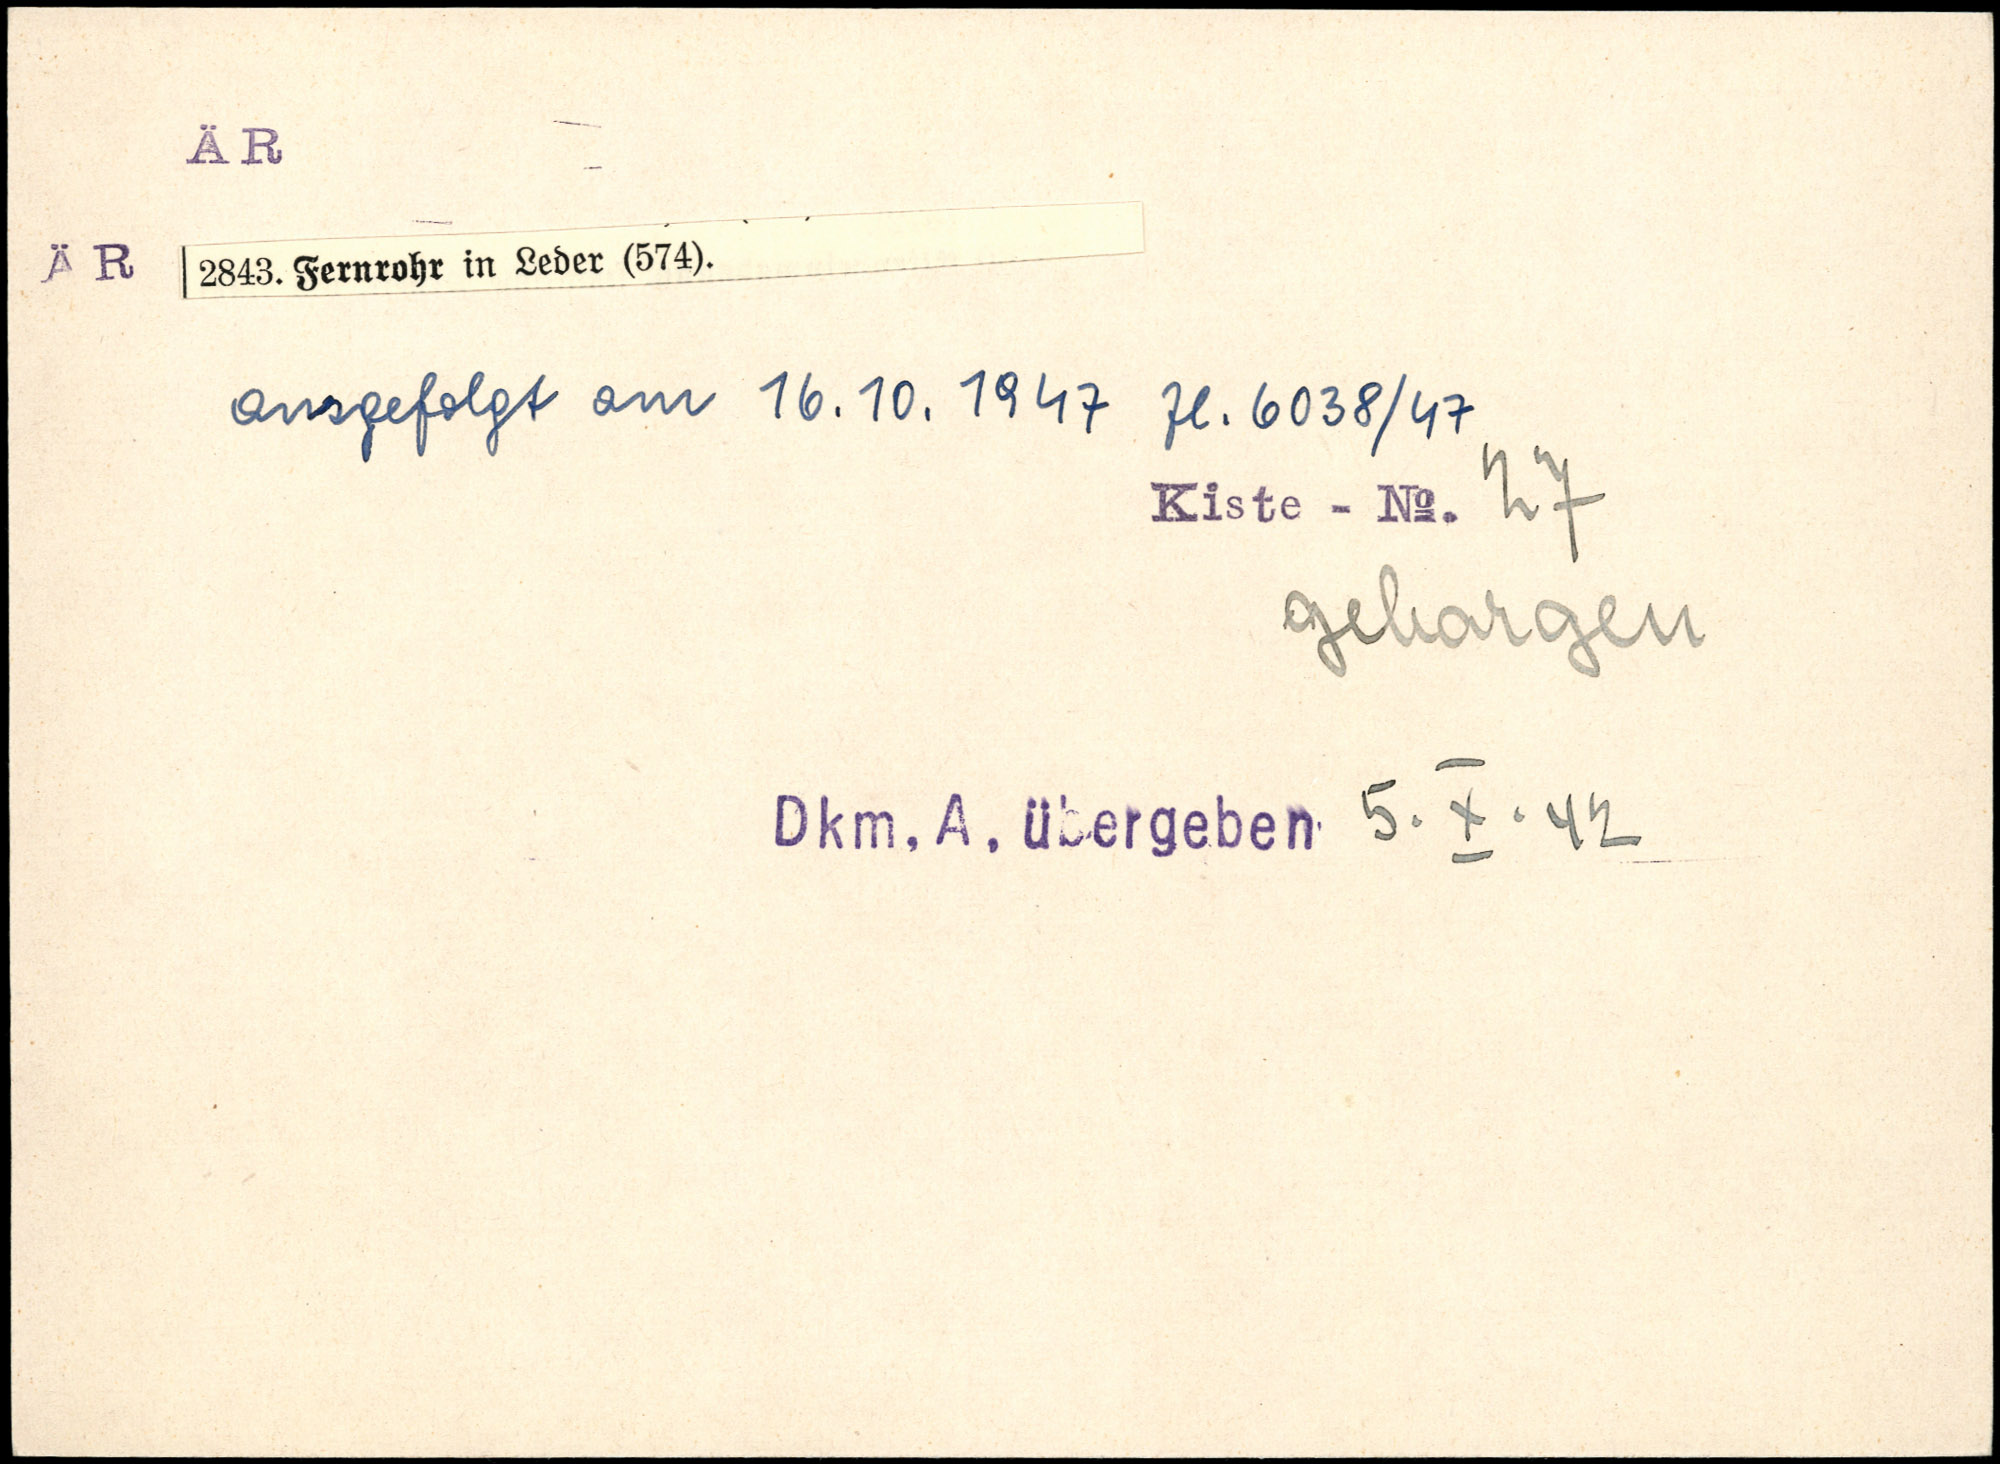 ÄR
ÄR 2843. Fernrohr in Leder (574).
ausgefolgt am 16.10.1947 Zl. 6038/47
Kiste - No. 27
geborgen
Dkm. A. übergeben 5.X.42